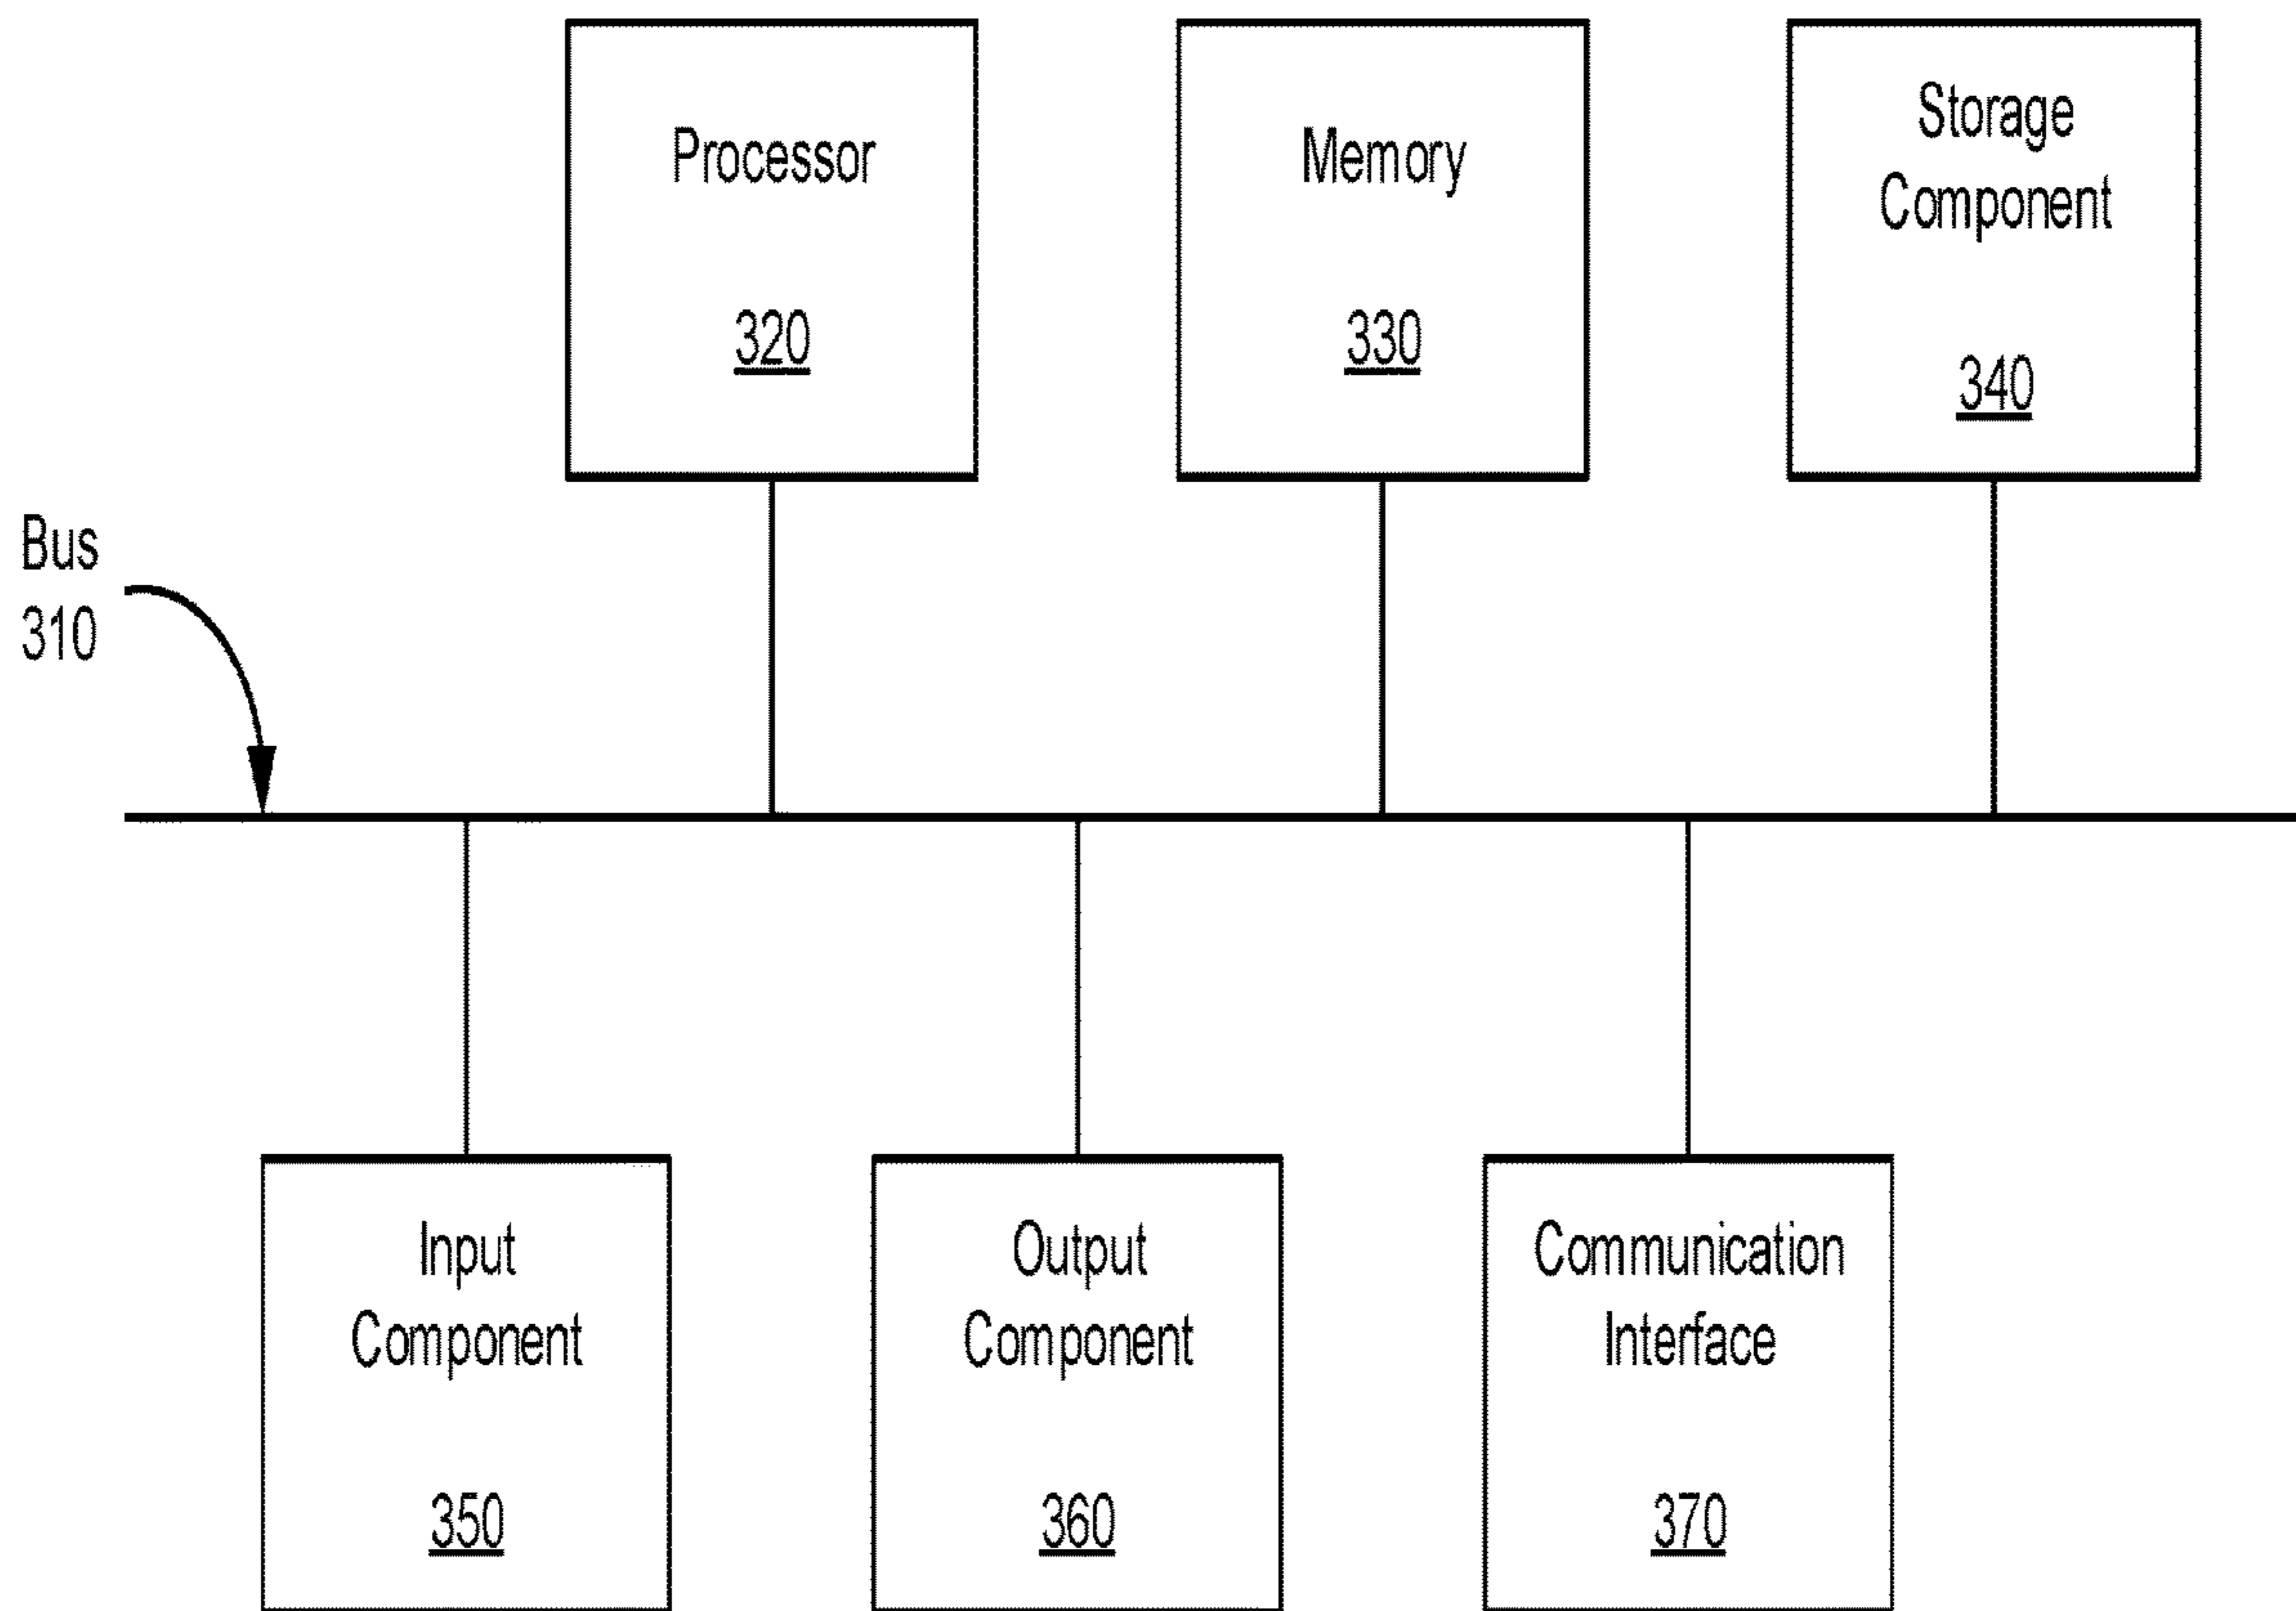 Processor
320
Memory
330
Storage
Component
340
Bus
310
Input
Component
350
Output
Component
360
Communication
Interface
370